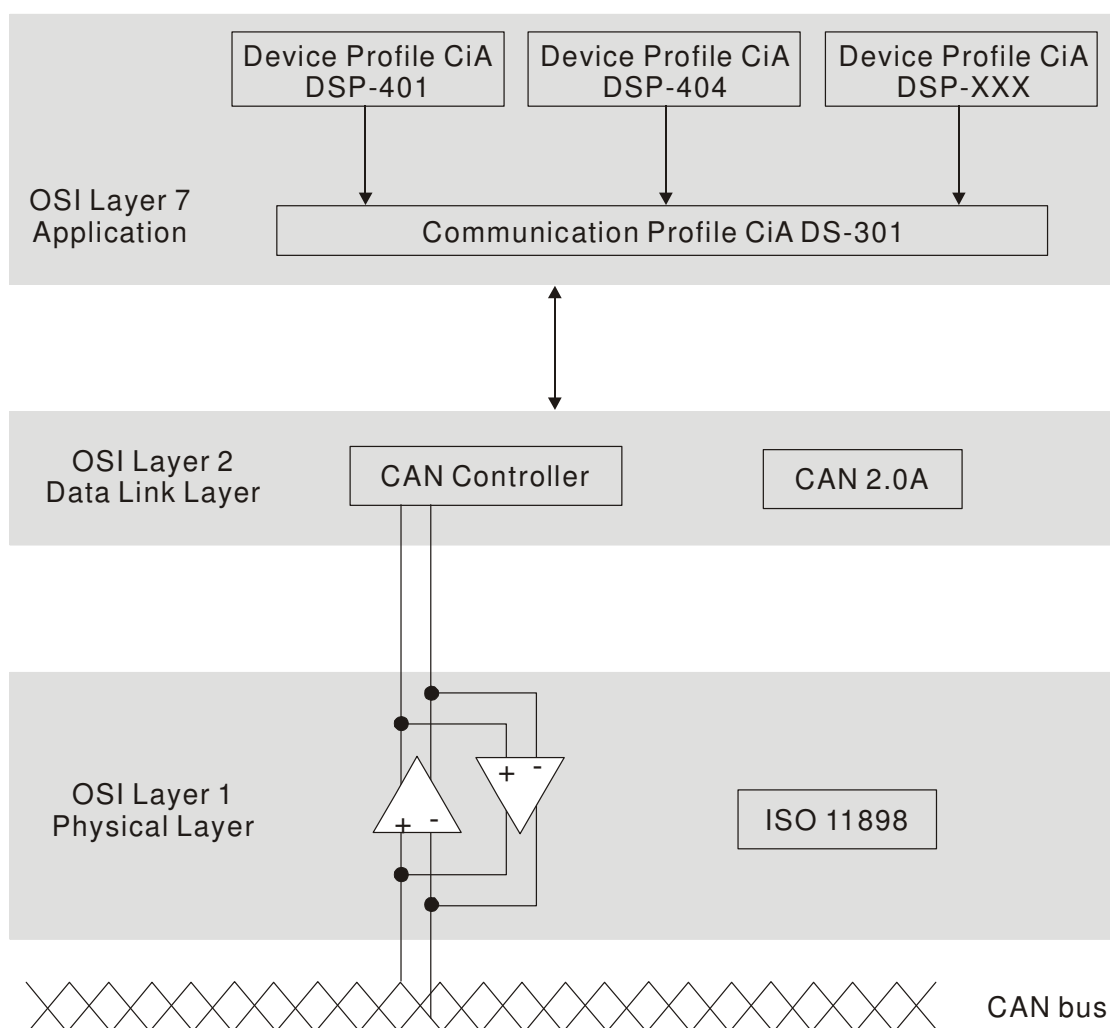 Device Profile CiA
DSP-401
Device Profile CiA
DSP-404
Device Profile CiA
DSP-XXX
OSI Layer 7
Application
Communication Profile CiA DS-301
OSI Layer 2
Data Link Layer
CAN Controller
CAN 2.0A
OSI Layer 1
Physical Layer
+ -
+ -
ISO 11898
CAN bus